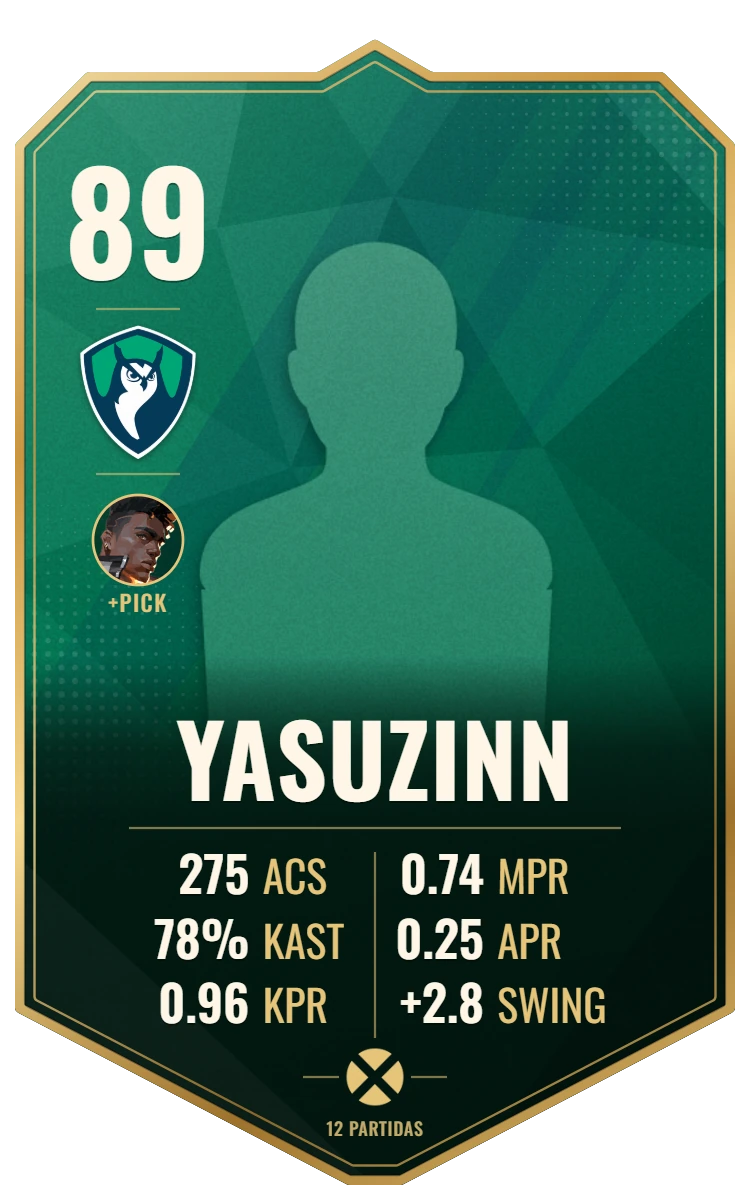 89
+PICK
YASUZINN
275 ACS
78% KAST
0.96 KPR
0.74 MPR
0.25 APR
+2.8 SWING
12 PARTIDAS